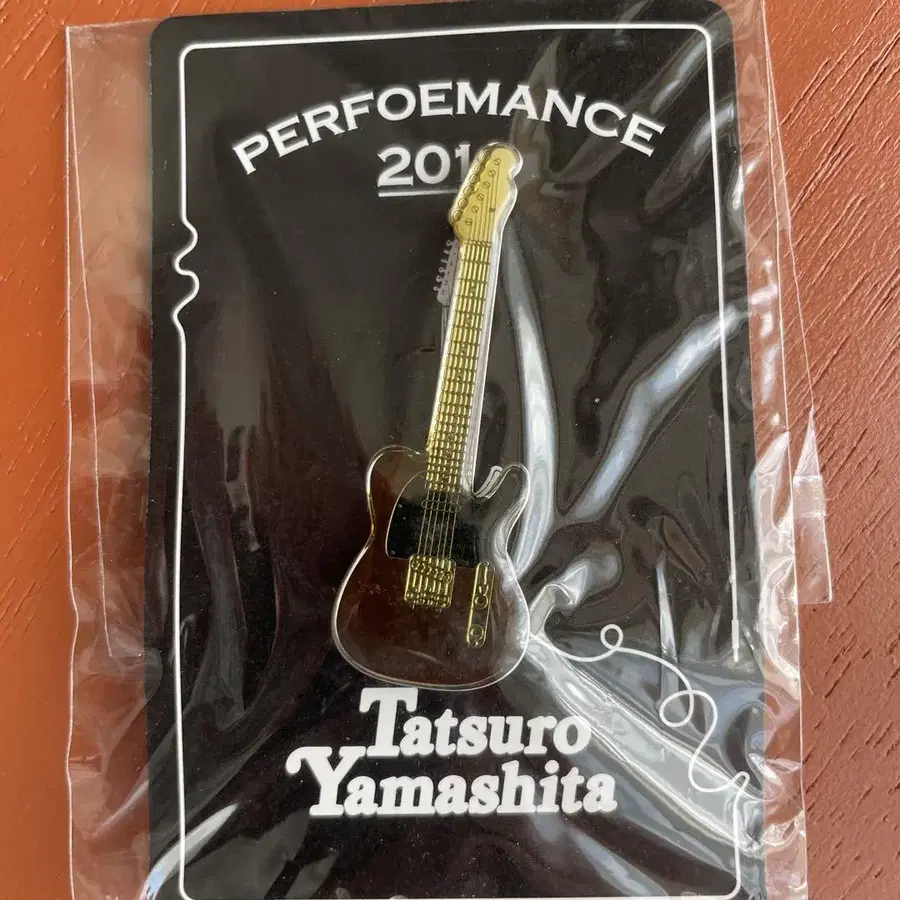 PERFOEMANCE
201
Tatsuro
Yamashita